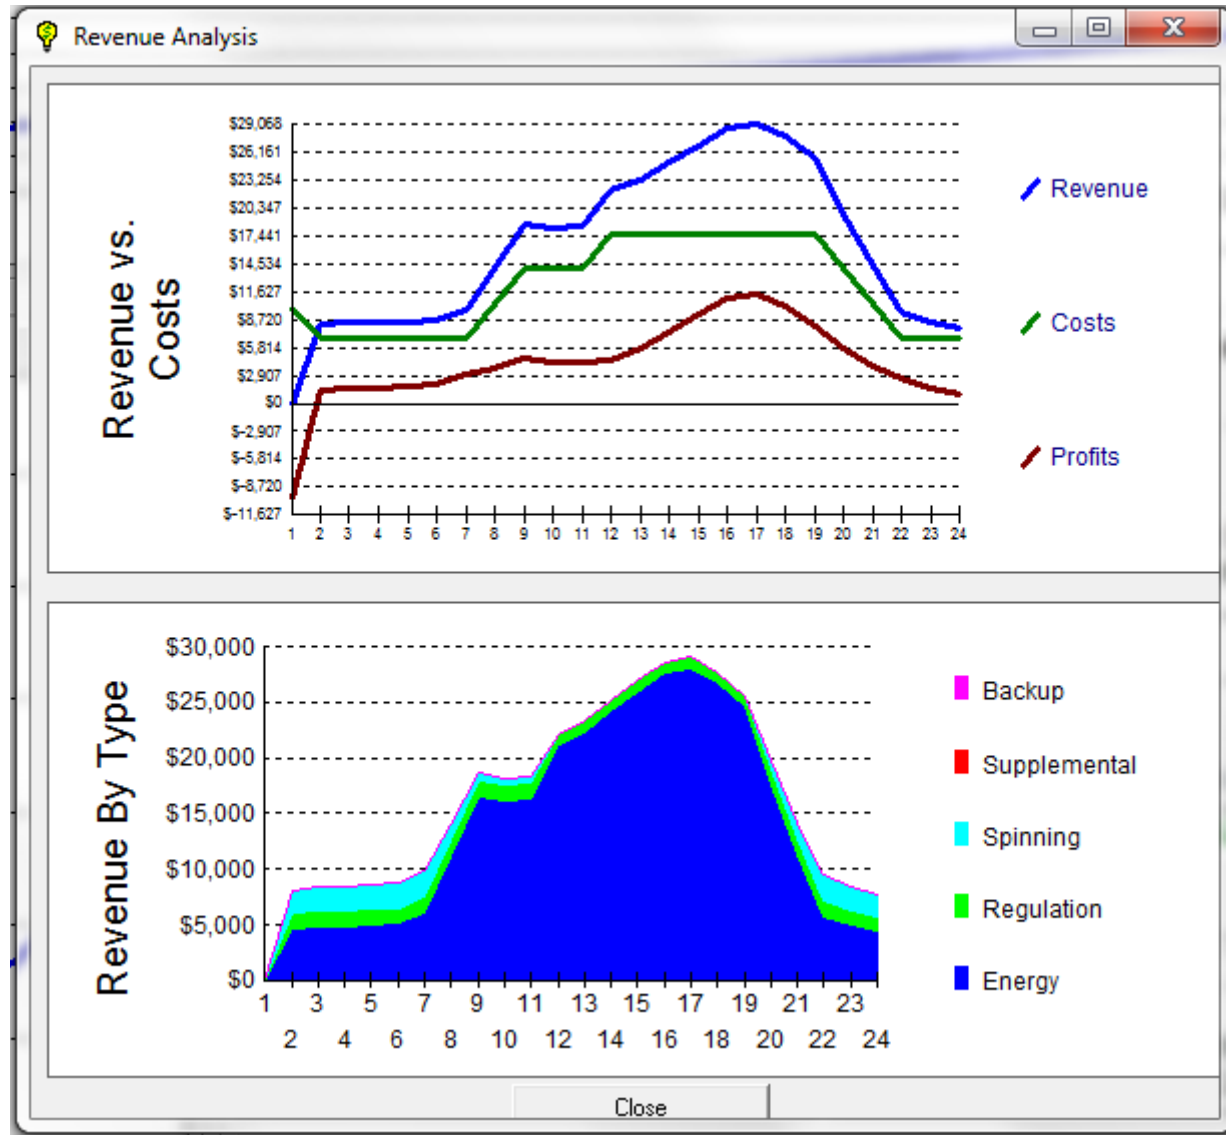 Revenue Analysis
Revenue vs.
Costs
$29,068
$26,161
$23,254
$20,347
$17,441
$14,534
$11,627
$8,720
$5,814
$2,907
$0
$-2,907
$-5,814
$-8,720
$-11,627
1 2 3 4 5 6 7 8 9 10 11 12 13 14 15 16 17 18 19 20 21 22 23 24
Revenue
Costs
Profits
Revenue By Type
$30,000
$25,000
$20,000
$15,000
$10,000
$5,000
$0
1 3 5 7 9 11 13 15 17 19 21 23
2 4 6 8 10 12 14 16 18 20 22 24
Backup
Supplemental
Spinning
Regulation
Energy
Close